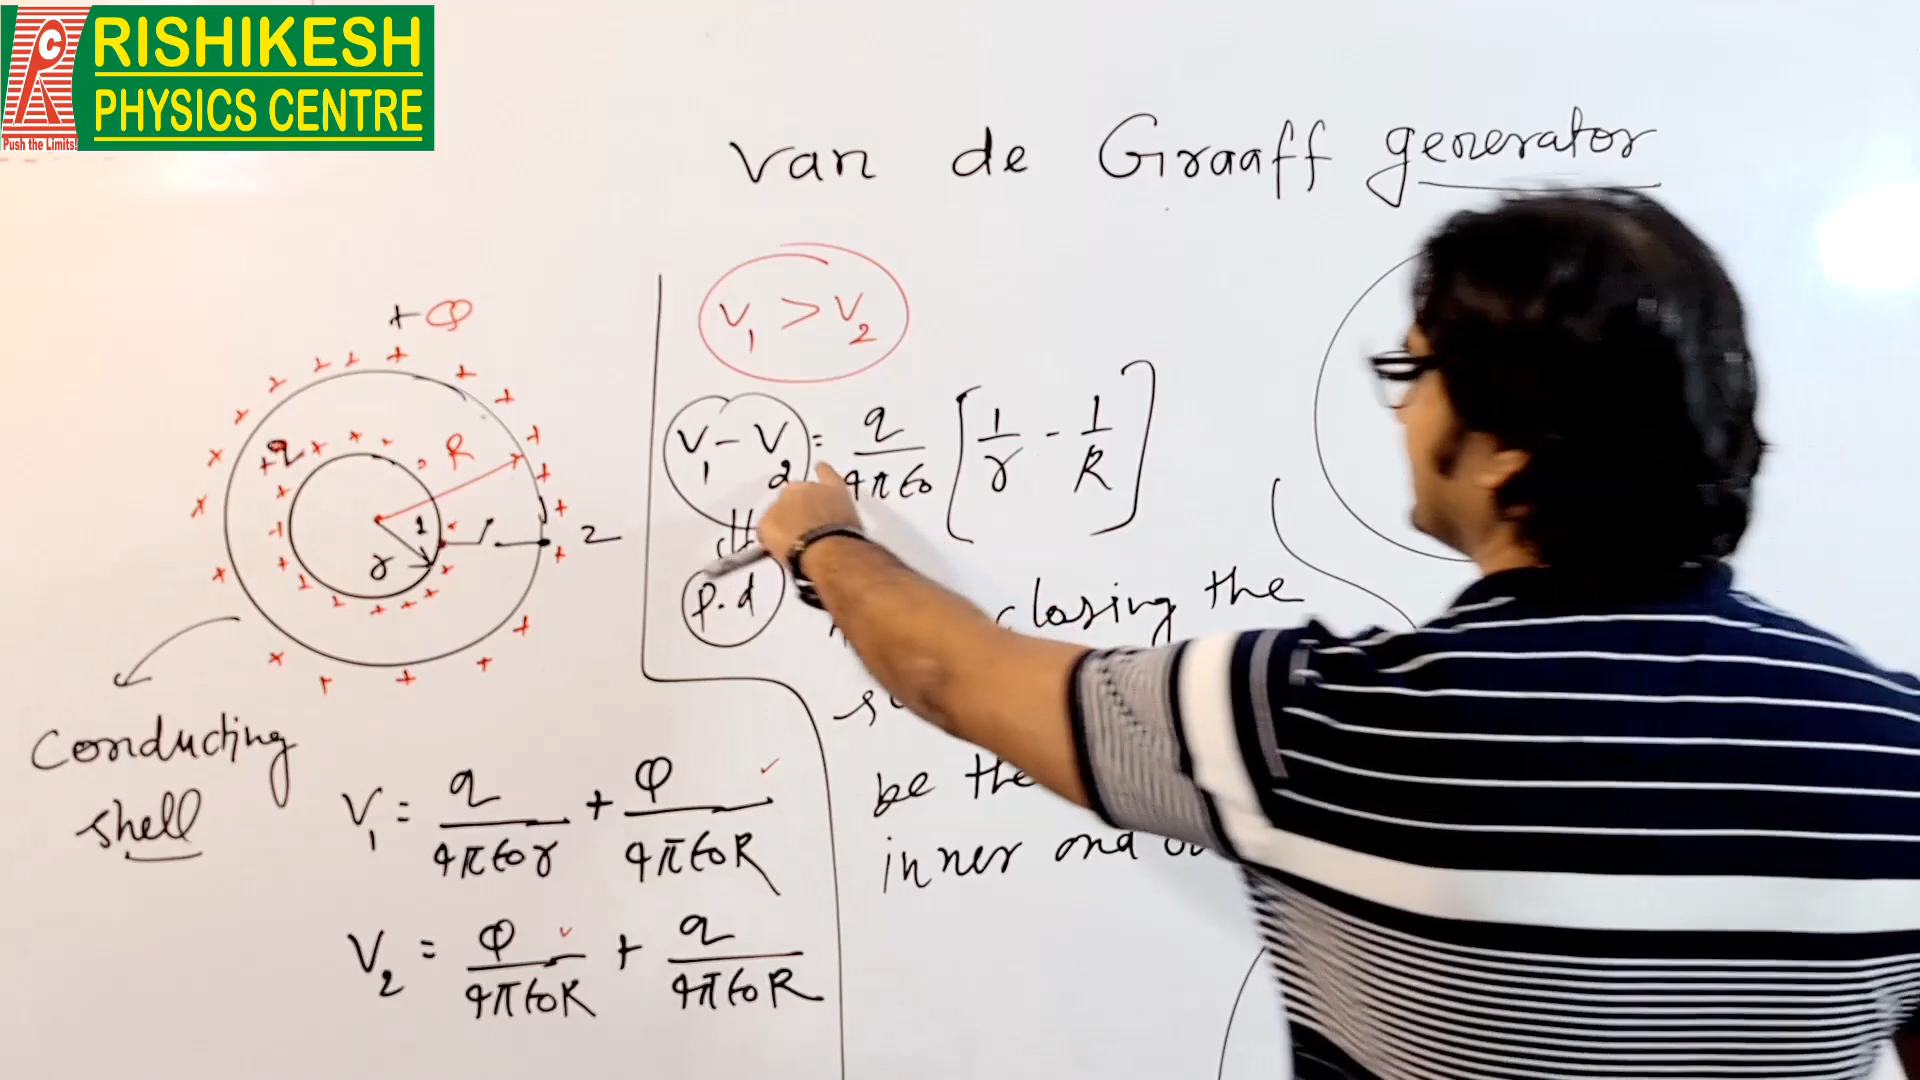 RISHIKESH
PHYSICS CENTRE
Push the Limits!
Van de Graaff generator
V₁ > V₂
V₁ - V₂ = q/4πϵ₀ [1/r - 1/R]
p.d
+Q
+q
R
1
2
r
Conducting
shell
V₁ = q/4πϵ₀r + Q/4πϵ₀R
V₂ = Q/4πϵ₀R + q/4πϵ₀R
closing the
be the
inner and